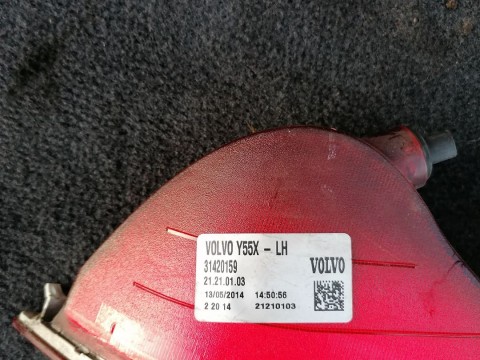 VOLVO Y55X - LH
31420159
VOLVO
21.21.01.03
13/05/2014 14:50:56
2 20 14 21210103